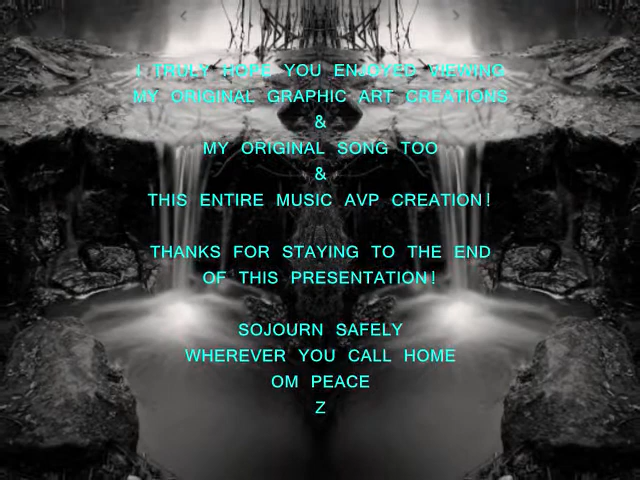 I TRULY HOPE YOU ENJOYED VIEWING
MY ORIGINAL GRAPHIC ART CREATIONS
&
MY ORIGINAL SONG TOO
&
THIS ENTIRE MUSIC AVP CREATION!
THANKS FOR STAYING TO THE END
OF THIS PRESENTATION!
SOJOURN SAFELY
WHEREVER YOU CALL HOME
OM PEACE
Z